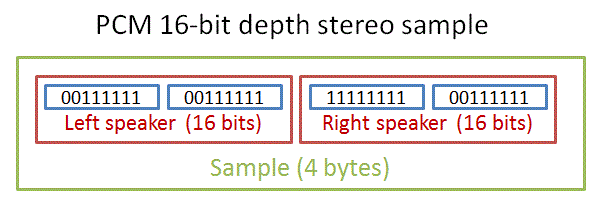 PCM 16-bit depth stereo sample
00111111 00111111 11111111 00111111
Left speaker (16 bits) Right speaker (16 bits)
Sample (4 bytes)